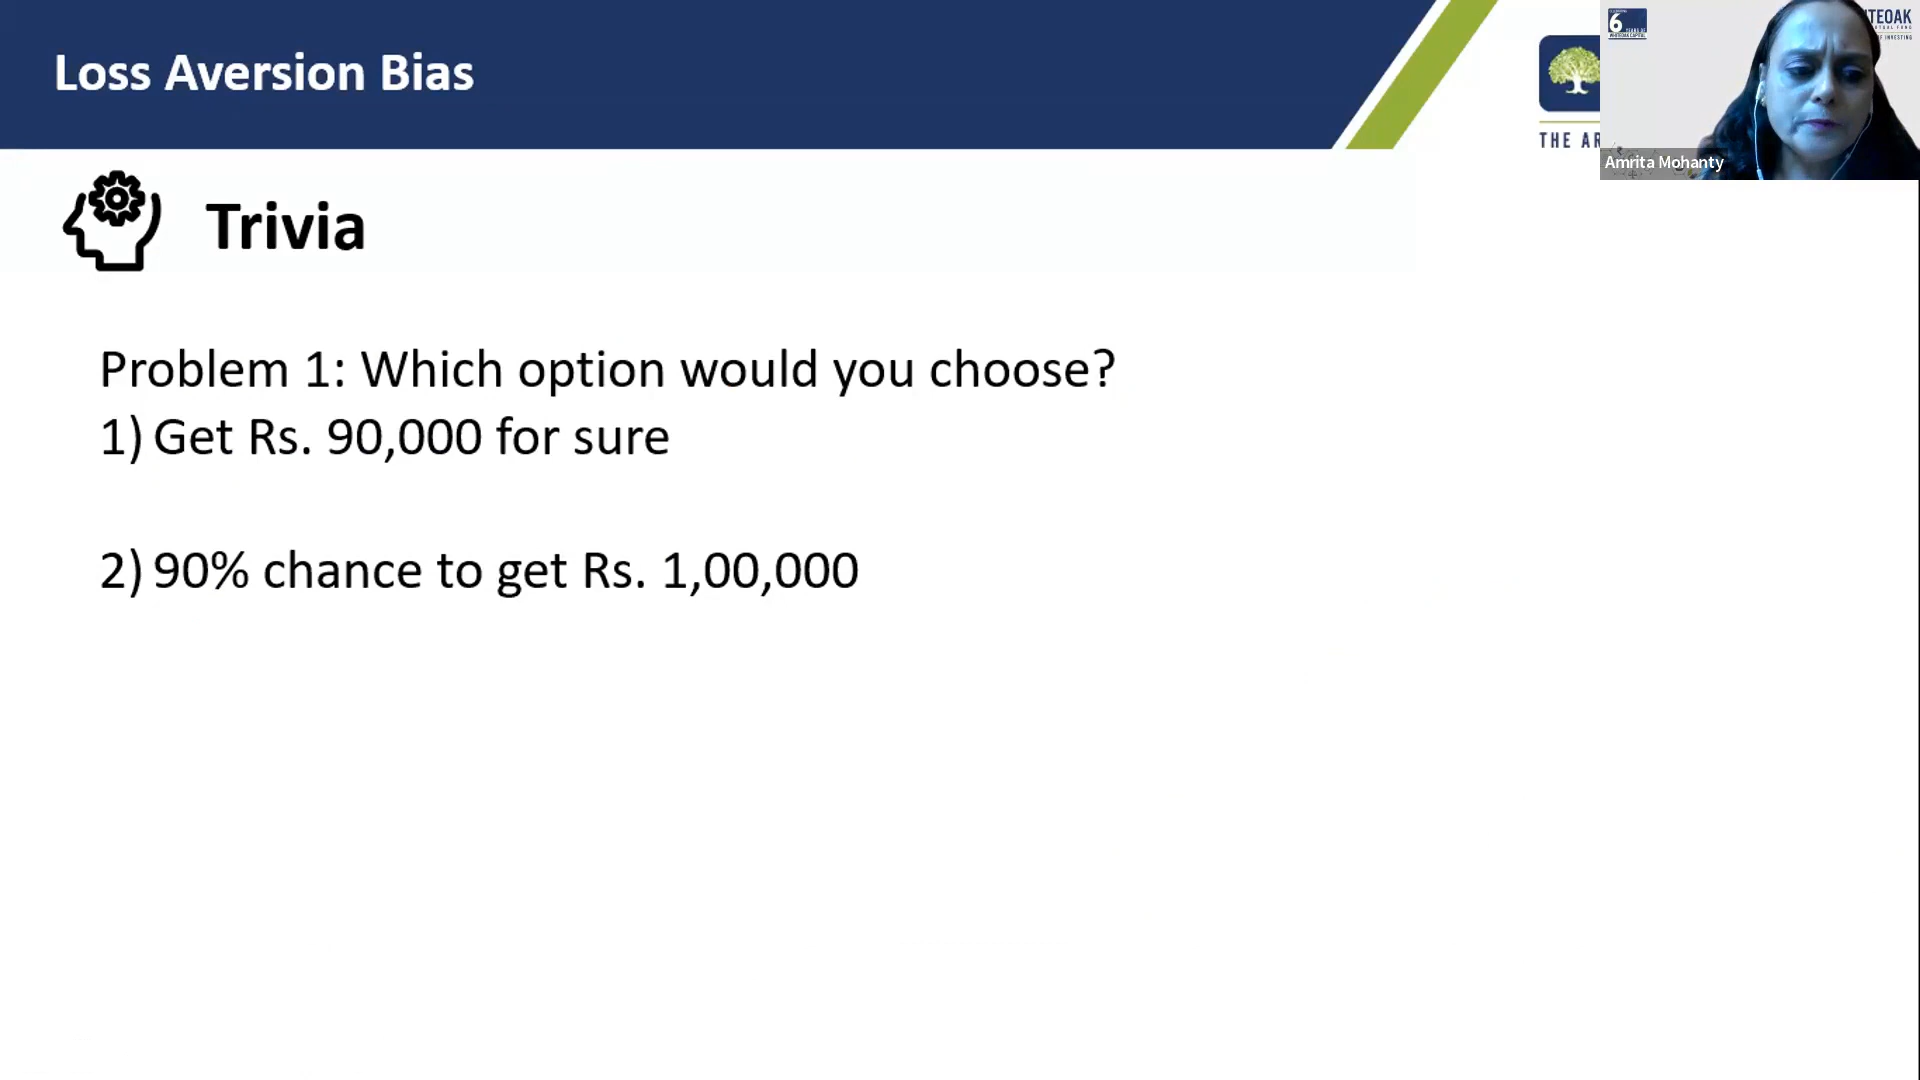 Loss Aversion Bias
THE AR
6
TEOAK
Amrita Mohanty
Trivia
Problem 1: Which option would you choose?
1) Get Rs. 90,000 for sure
2) 90% chance to get Rs. 1,00,000